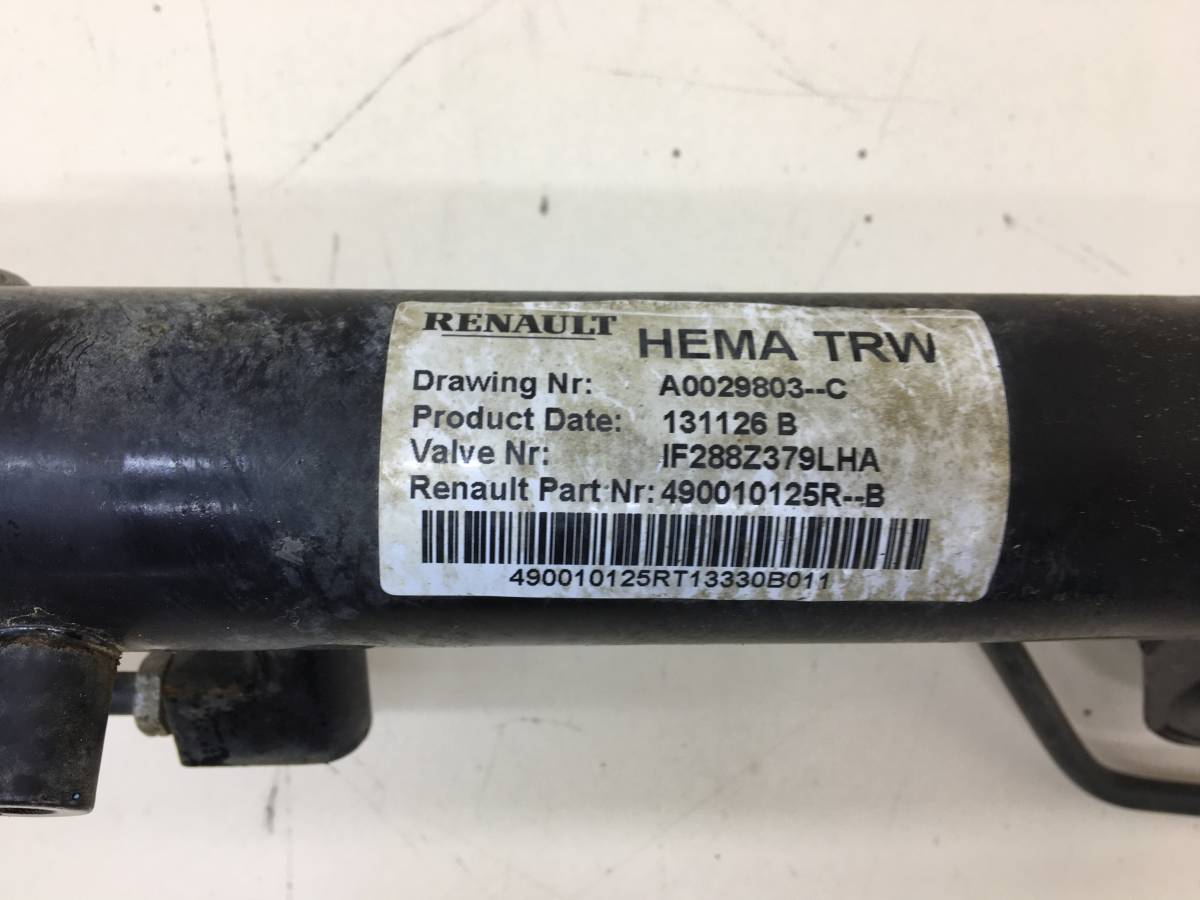 RENAULT HEMA TRW
Drawing Nr: A0029803--C
Product Date: 131126 B
Valve Nr: IF288Z379LHA
Renault Part Nr: 490010125R--B
490010125RT13330B011